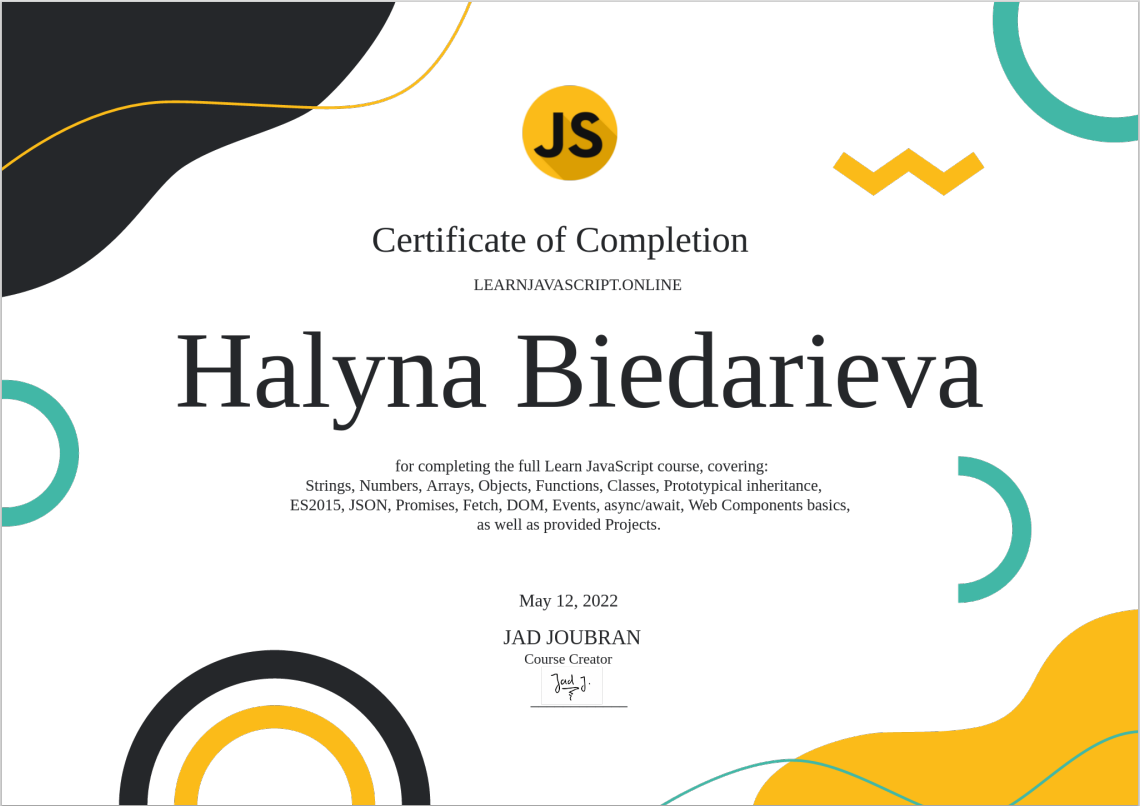 JS
Certificate of Completion
LEARNJAVASCRIPT.ONLINE
Halyna Biedarieva
for completing the full Learn JavaScript course, covering:
Strings, Numbers, Arrays, Objects, Functions, Classes, Prototypical inheritance,
ES2015, JSON, Promises, Fetch, DOM, Events, async/await, Web Components basics,
as well as provided Projects.
May 12, 2022
JAD JOUBRAN
Course Creator
Jad J.